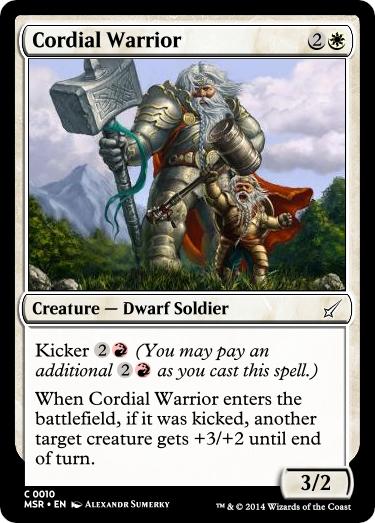 Cordial Warrior 2
Creature — Dwarf Soldier
Kicker 2 (You may pay an
additional 2 as you cast this spell.)
When Cordial Warrior enters the
battlefield, if it was kicked, another
target creature gets +3/+2 until end
of turn.
3/2
C 0010
MSR • EN Alexandr Sumerky
™ & © 2014 Wizards of the Coast